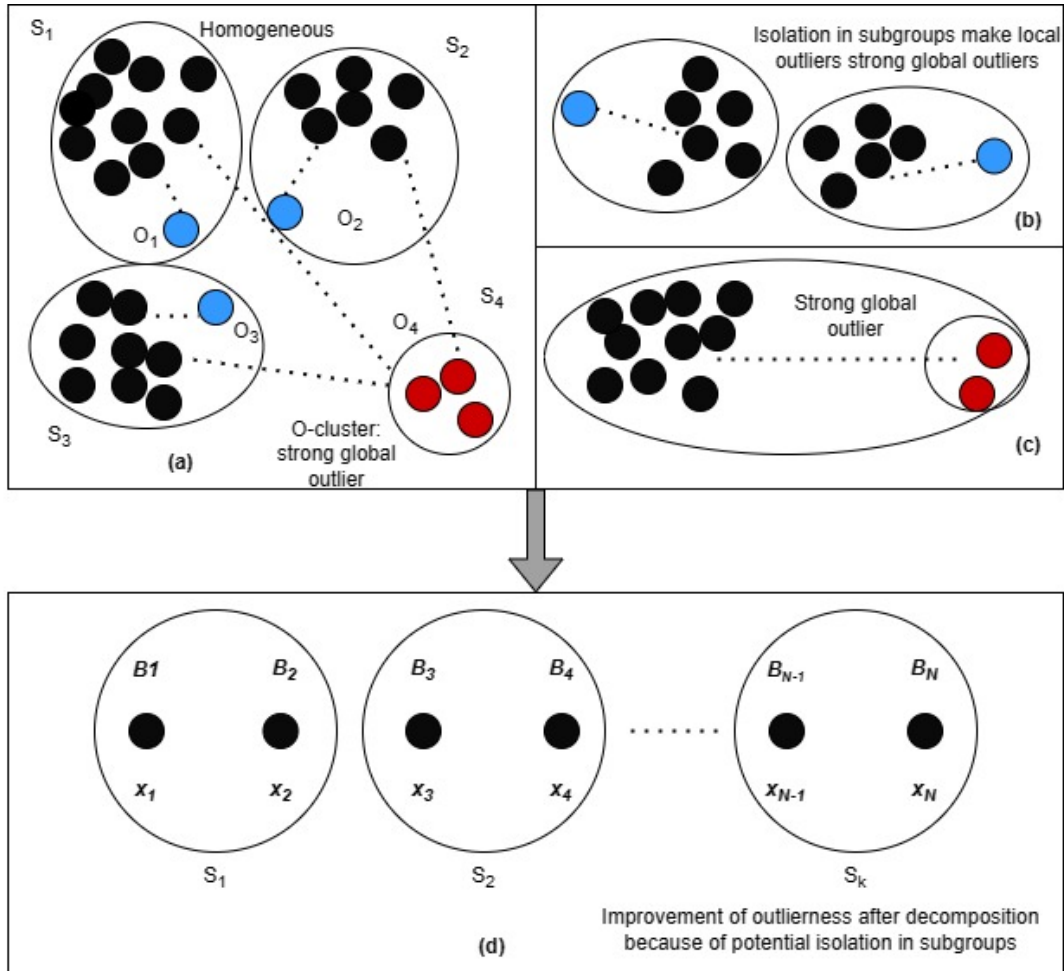 S1
Homogeneous
S2
O1
O2
S3
O3
S4
O4
O-cluster:
strong global
outlier
(a)
Isolation in subgroups make local
outliers strong global outliers
(b)
Strong global
outlier
(c)
B1 B2 B3 B4 BN-1 BN
x1 x2 x3 x4 xN-1 xN
S1 S2 Sk
Improvement of outlierness after decomposition
because of potential isolation in subgroups
(d)